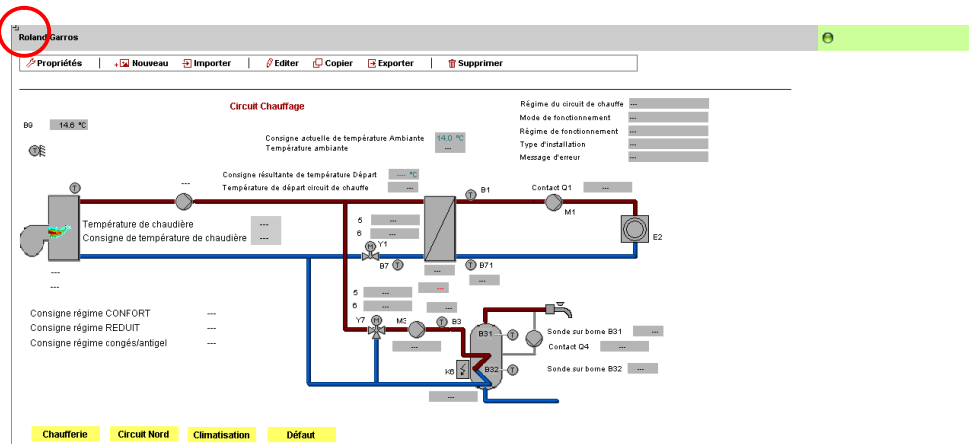 Roland Garros
Propriétés | Nouveau Importer | Editer Copier Exporter | Supprimer
Circuit Chauffage
Régime du circuit de chauffe ---
Mode de fonctionnement ---
Régime de fonctionnement ---
Type d'installation ---
Message d'erreur ---
B9 14.6 °C
Consigne actuelle de température Ambiante 14.0 °C
Température ambiante ---
Consigne résultante de température Départ ---- °C
Température de départ circuit de chauffe ---
---
T
T B1
Contact Q1 ---
M1
E2
Température de chaudière ---
Consigne de température de chaudière ---
5 ---
6 ---
M Y1
B7 T
T B71
---
---
---
---
---
5 ---
6 ---
---
Consigne régime CONFORT ---
Consigne régime REDUIT ---
Consigne régime congés/antigel ---
Y7 M M3 T B3
---
B31 T
Sonde sur borne B31 ---
Contact Q4 ---
K6 B32 T
Sonde sur borne B32 ---
---
Chaufferie Circuit Nord Climatisation Défaut